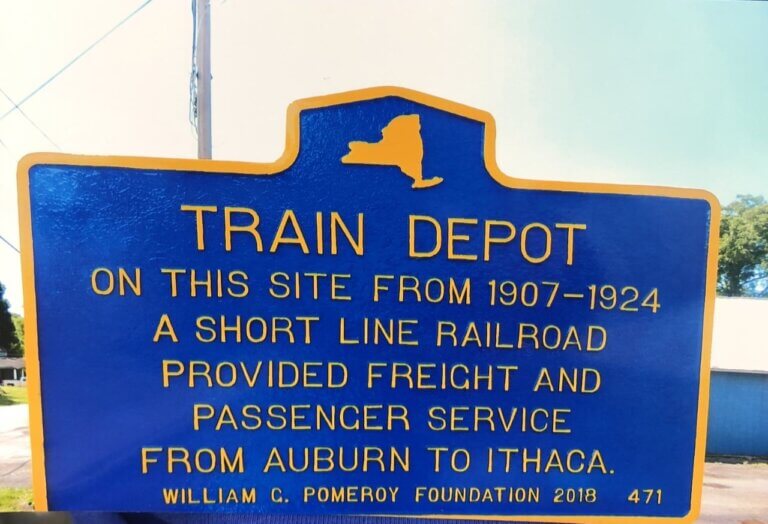 TRAIN DEPOT
ON THIS SITE FROM 1907-1924
A SHORT LINE RAILROAD
PROVIDED FREIGHT AND
PASSENGER SERVICE
FROM AUBURN TO ITHACA.
WILLIAM G. POMEROY FOUNDATION 2018 471